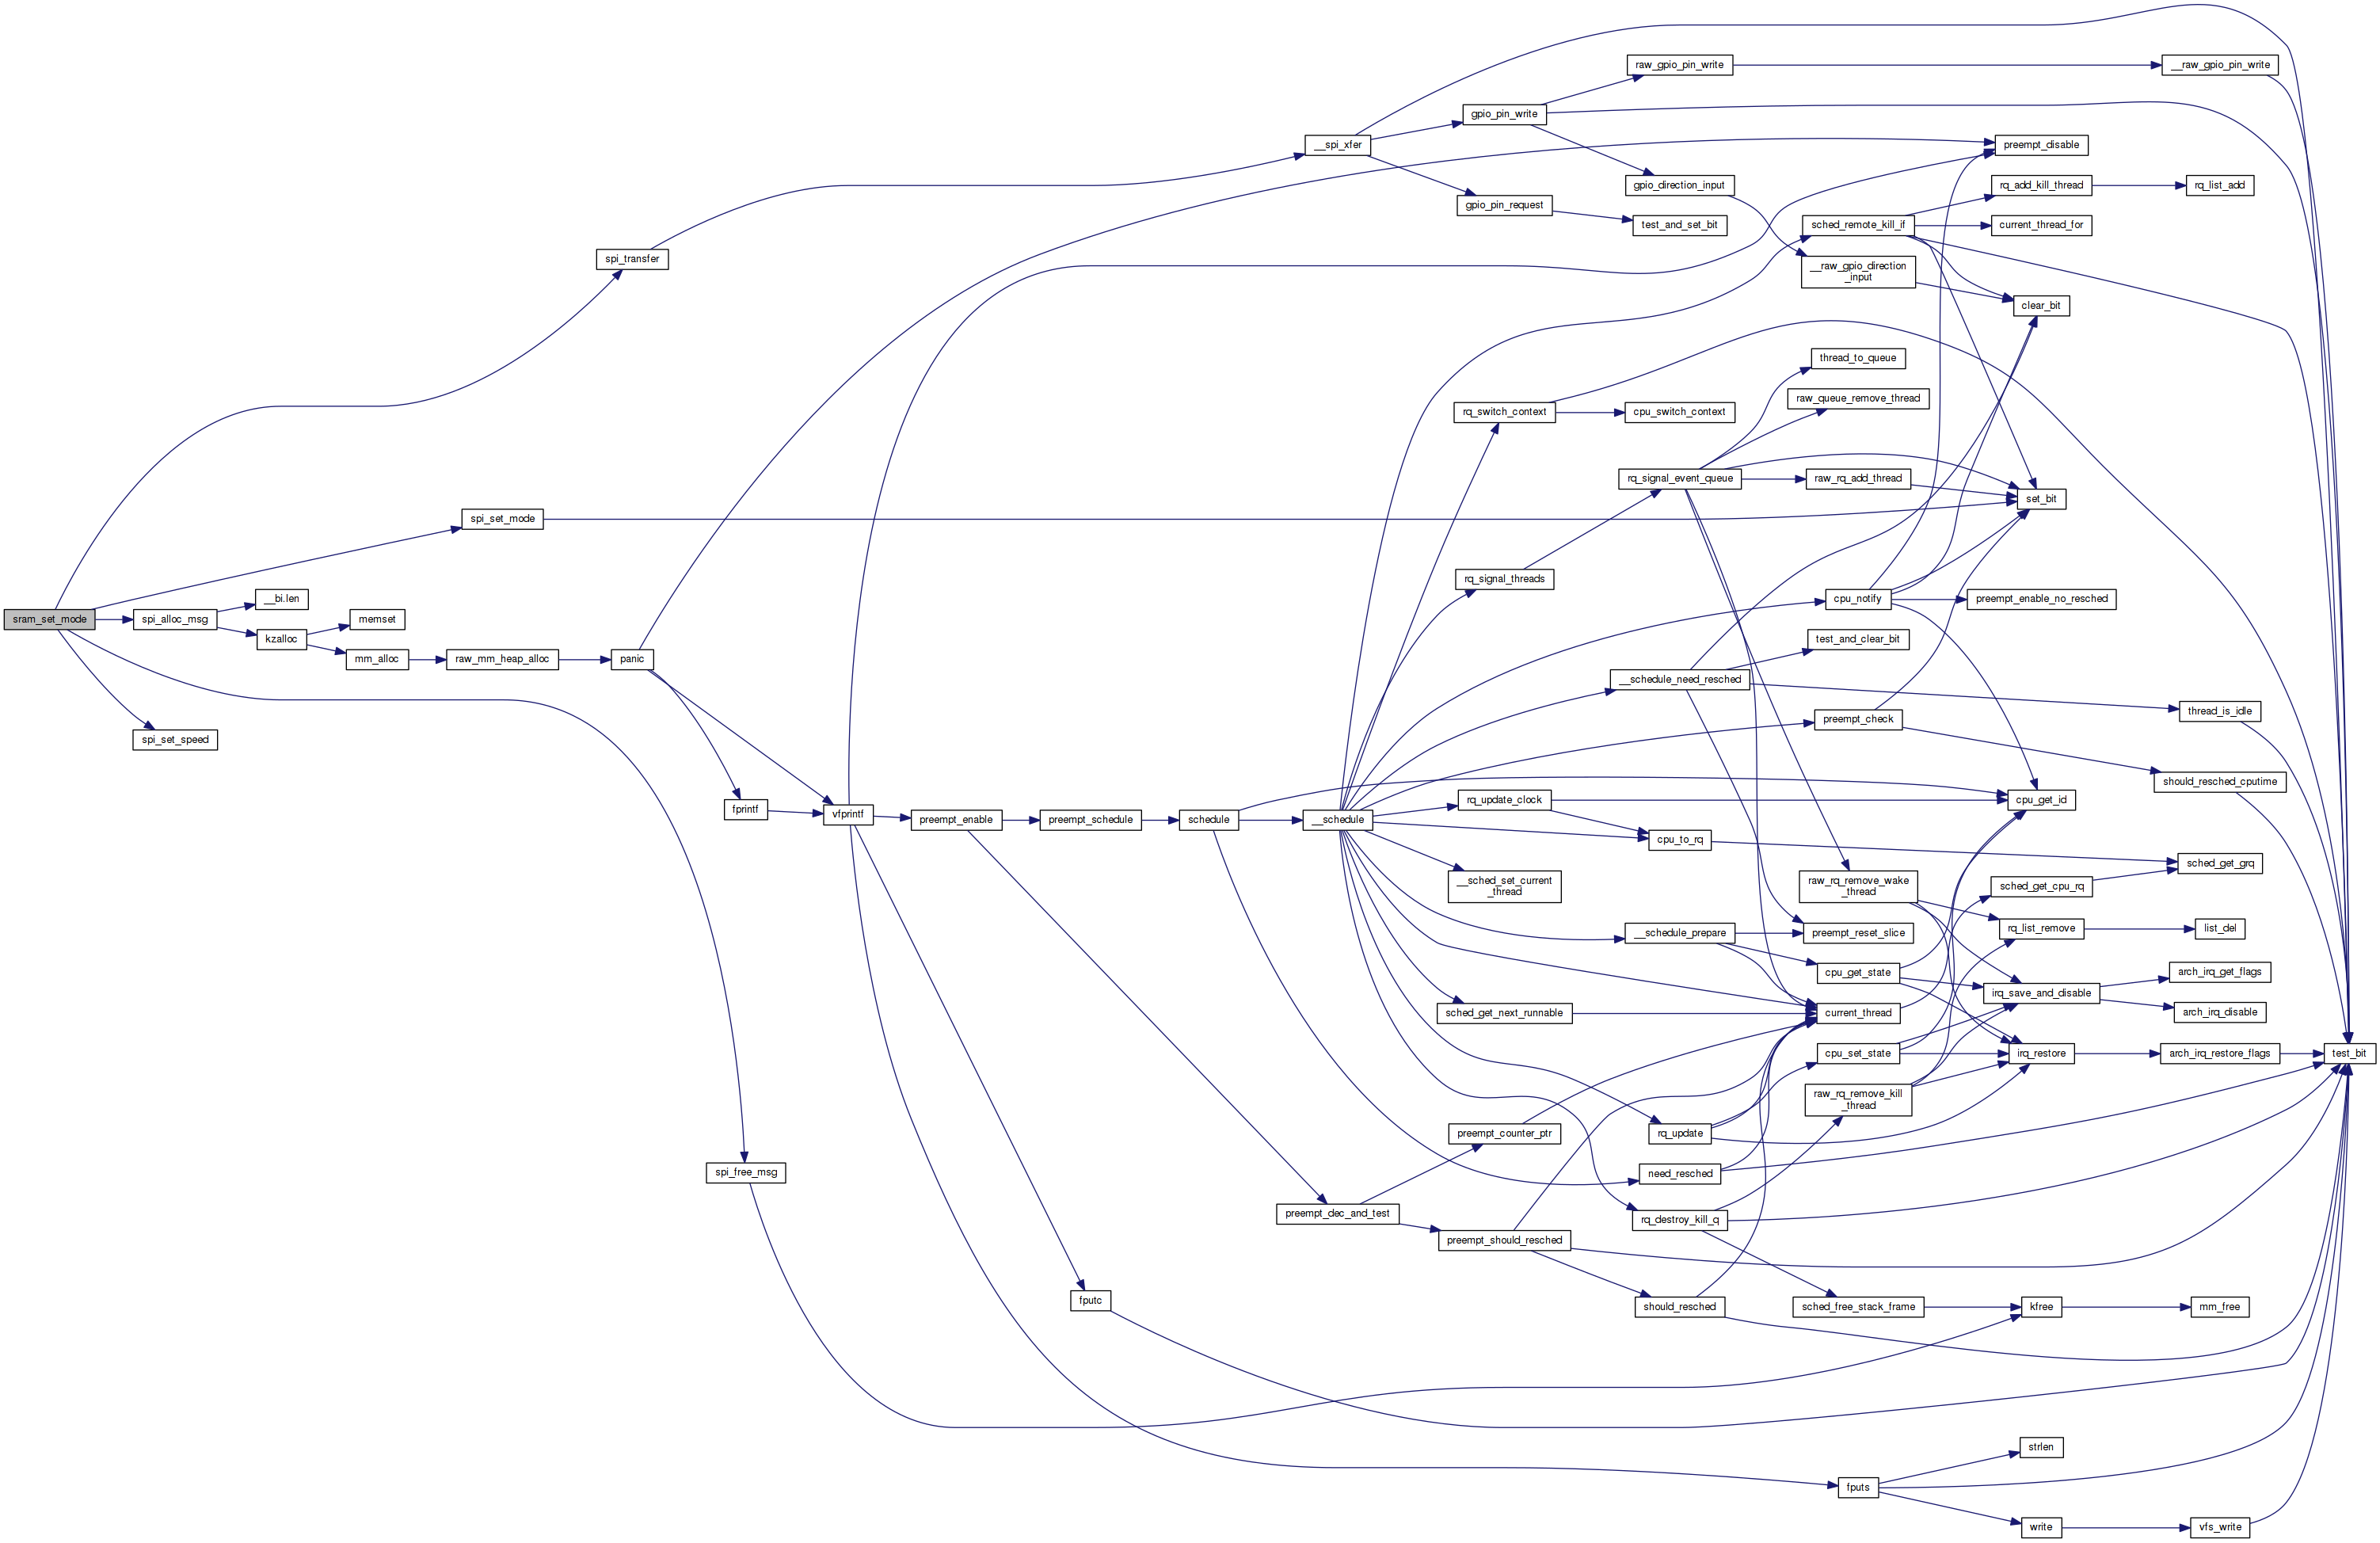 raw_gpio_pin_write
__raw_gpio_pin_write
gpio_pin_write
__spi_xfer
preempt_disable
gpio_direction_input
rq_add_kill_thread
rq_list_add
gpio_pin_request
test_and_set_bit
sched_remote_kill_if
current_thread_for
spi_transfer
__raw_gpio_direction
_input
clear_bit
thread_to_queue
raw_queue_remove_thread
rq_switch_context
cpu_switch_context
rq_signal_event_queue
raw_rq_add_thread
set_bit
spi_set_mode
rq_signal_threads
__bi.len
cpu_notify
preempt_enable_no_resched
sram_set_mode
spi_alloc_msg
memset
kzalloc
test_and_clear_bit
mm_alloc
raw_mm_heap_alloc
panic
__schedule_need_resched
thread_is_idle
preempt_check
spi_set_speed
should_resched_cputime
rq_update_clock
cpu_get_id
fprintf
vfprintf
preempt_enable
preempt_schedule
schedule
__schedule
cpu_to_rq
sched_get_grq
__sched_set_current
_thread
raw_rq_remove_wake
_thread
sched_get_cpu_rq
__schedule_prepare
preempt_reset_slice
rq_list_remove
list_del
cpu_get_state
arch_irq_get_flags
irq_save_and_disable
sched_get_next_runnable
current_thread
arch_irq_disable
cpu_set_state
irq_restore
arch_irq_restore_flags
test_bit
raw_rq_remove_kill
_thread
preempt_counter_ptr
rq_update
spi_free_msg
need_resched
preempt_dec_and_test
rq_destroy_kill_q
preempt_should_resched
fputc
should_resched
sched_free_stack_frame
kfree
mm_free
strlen
fputs
write
vfs_write